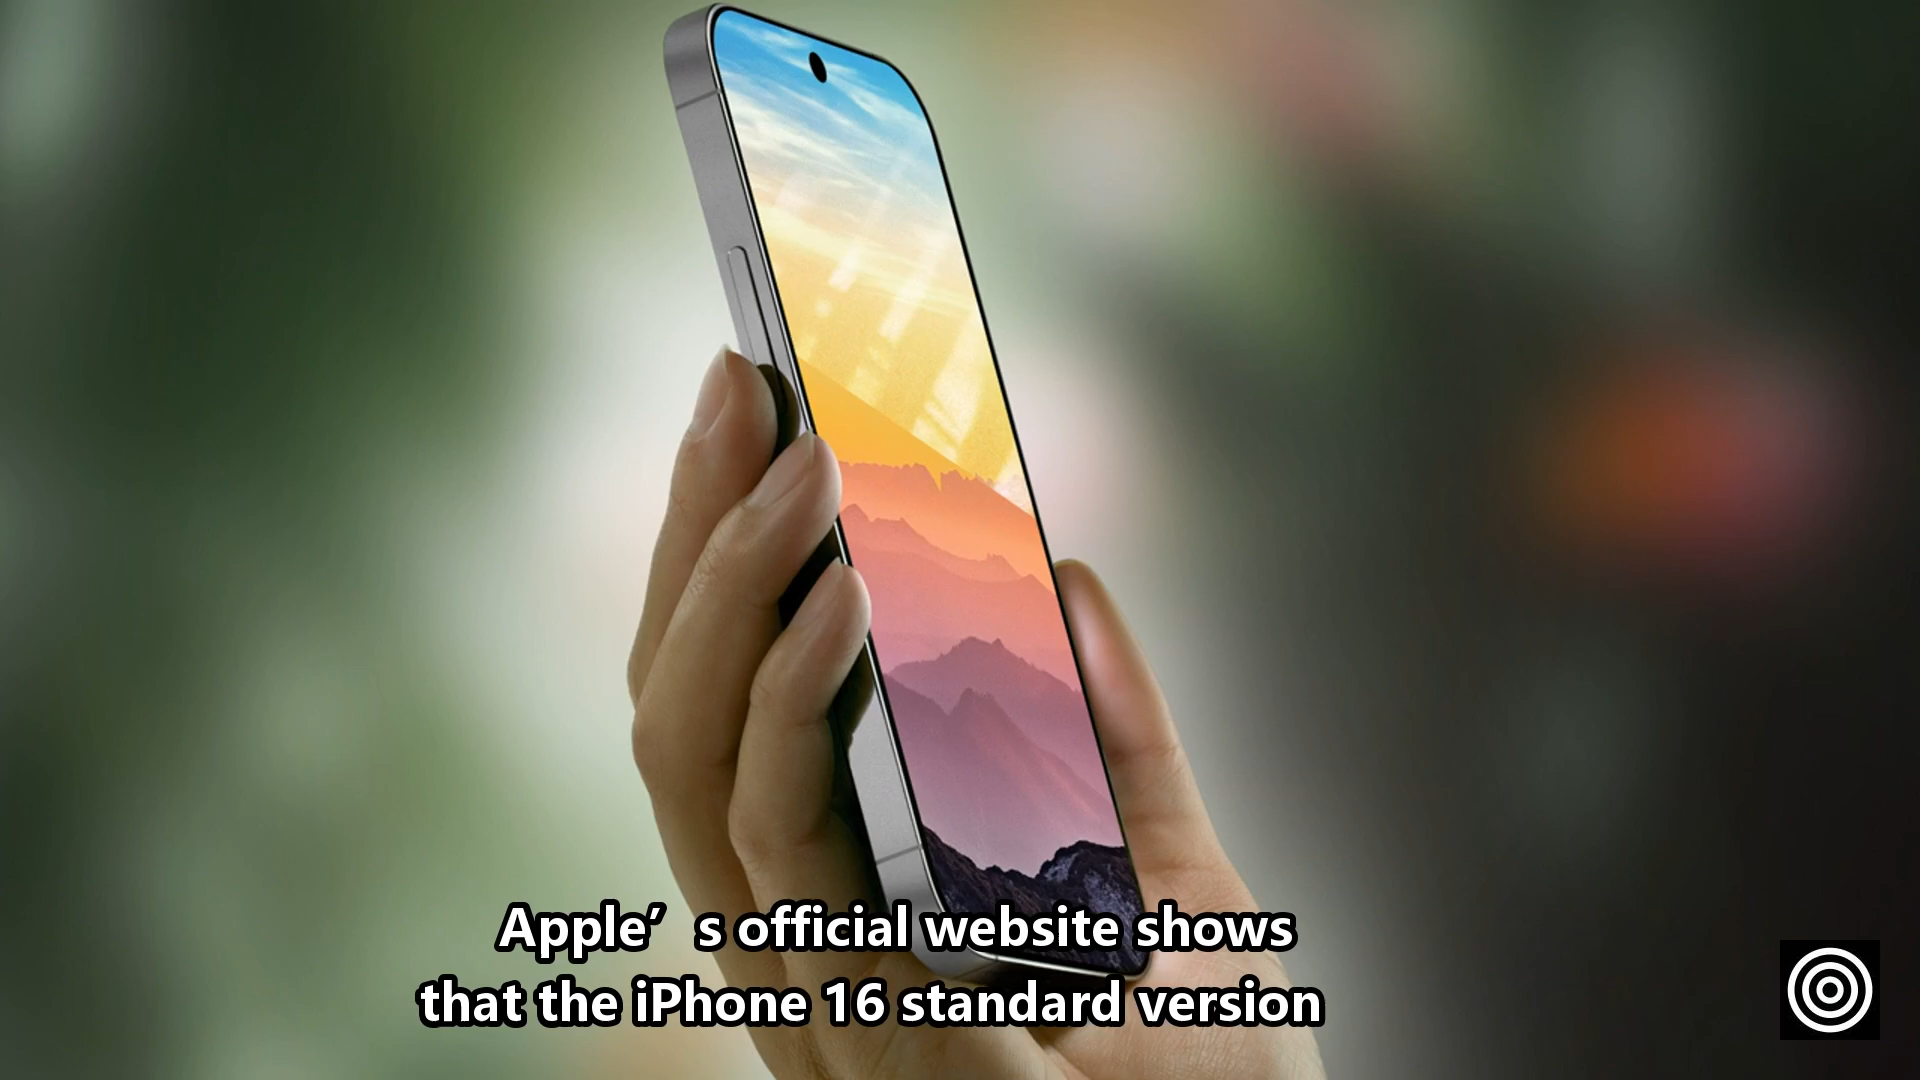 Apple’s official website shows
that the iPhone 16 standard version